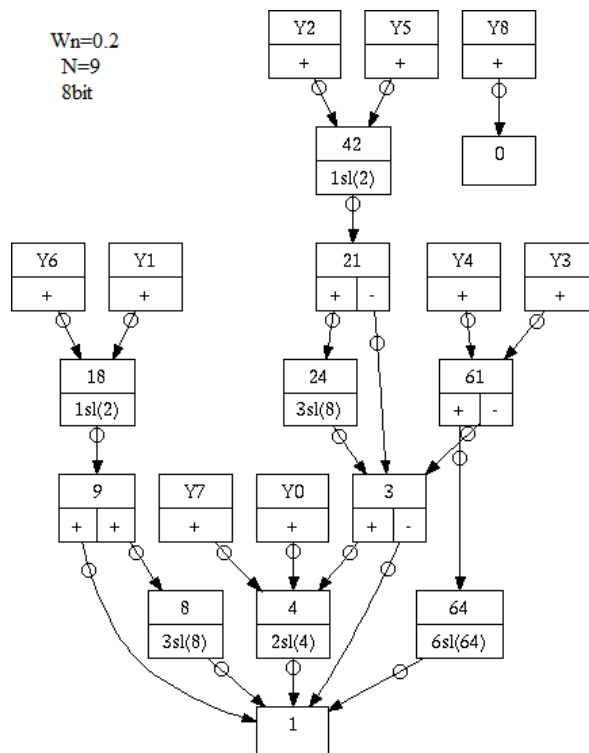 Wn=0.2
N=9
8bit
Y2 Y5 Y8
+ + +
42 0
1sl(2)
Y6 Y1 21 Y4 Y3
+ + + - + +
18 24 61
1sl(2) 3sl(8) + -
9 Y7 Y0 3
+ + + + + -
8 4 64
3sl(8) 2sl(4) 6sl(64)
1